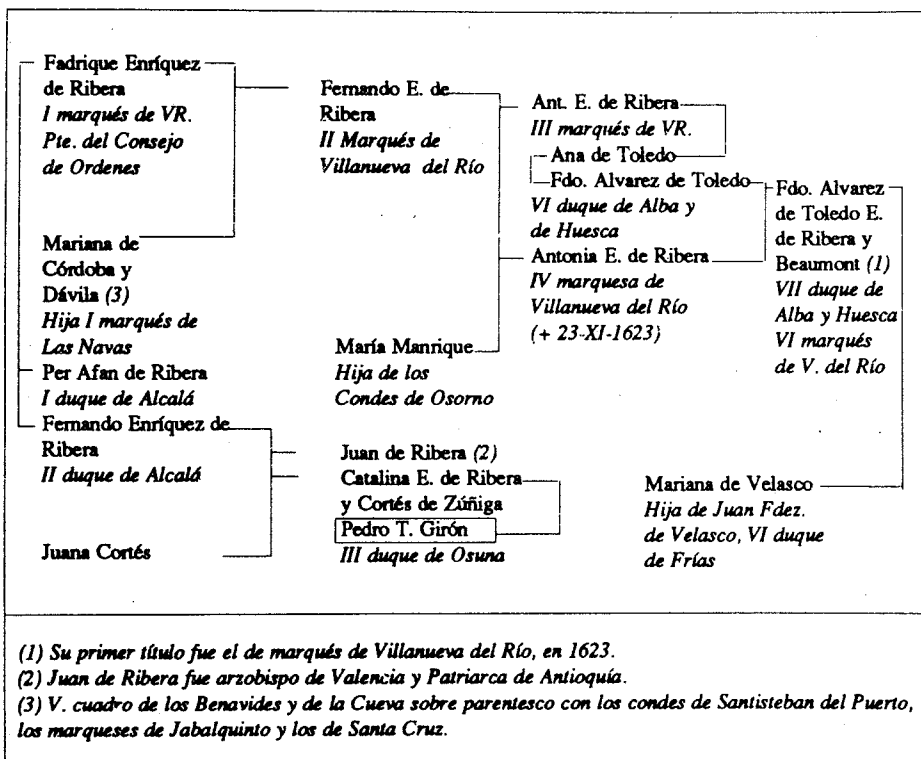 Fadrique Enríquez
de Ribera
I marqués de VR.
Pte. del Consejo
de Ordenes
Mariana de
Córdoba y
Dávila (3)
Hija I marqués de
Las Navas
Per Afan de Ribera
I duque de Alcalá
Fernando Enríquez de
Ribera
II duque de Alcalá
Juana Cortés
Fernando E. de
Ribera
II Marqués de
Villanueva del Río
María Manrique
Hija de los
Condes de Osorno
Juan de Ribera (2)
Catalina E. de Ribera
y Cortés de Zúñiga
Pedro T. Girón
III duque de Osuna
Ant. E. de Ribera
III marqués de VR.
Ana de Toledo
Fdo. Alvarez de Toledo
VI duque de Alba y
de Huesca
Antonia E. de Ribera
IV marquesa de
Villanueva del Río
(+ 23-XI-1623)
Fdo. Alvarez
de Toledo E.
de Ribera y
Beaumont (1)
VII duque de
Alba y Huesca
VI marqués
de V. del Río
Mariana de Velasco
Hija de Juan Fdez.
de Velasco, VI duque
de Frías
(1) Su primer título fue el de marqués de Villanueva del Río, en 1623.
(2) Juan de Ribera fue arzobispo de Valencia y Patriarca de Antioquía.
(3) V. cuadro de los Benavides y de la Cueva sobre parentesco con los condes de Santisteban del Puerto,
los marqueses de Jabalquinto y los de Santa Cruz.